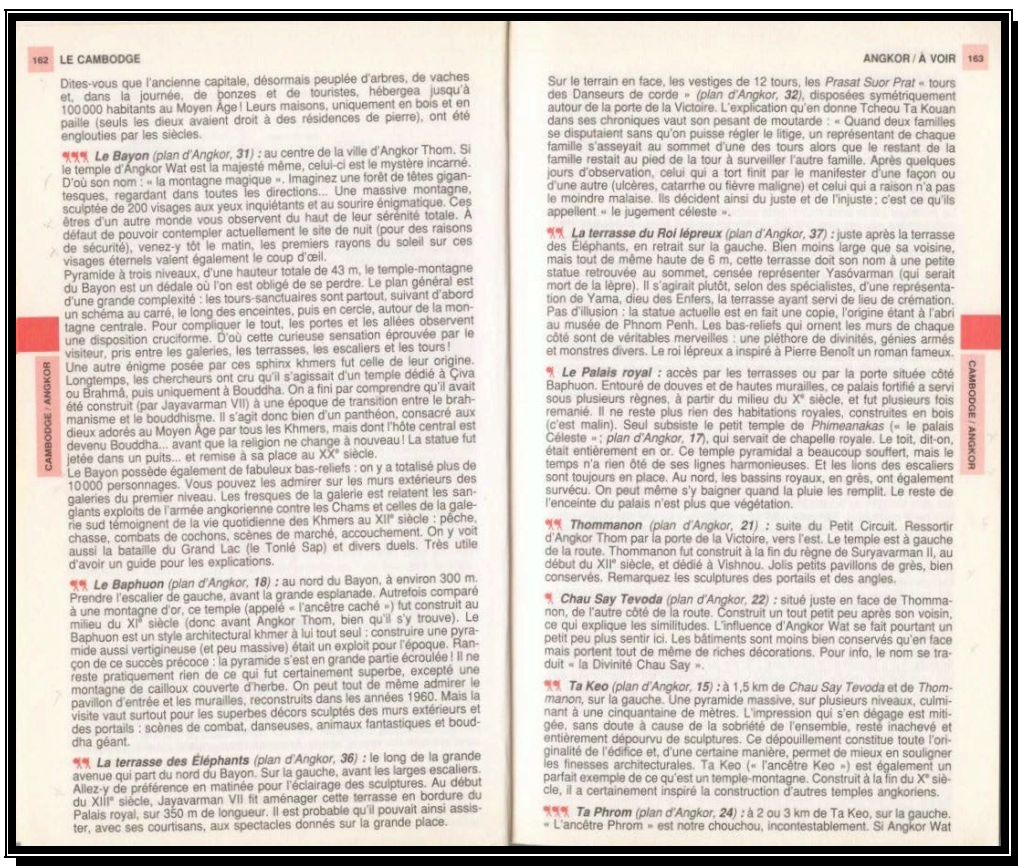 162 LE CAMBODGE
Dites-vous que l'ancienne capitale, désormais peuplée d'arbres, de vaches
et, dans la journée, de bonzes et de touristes, hébergea jusqu'à
100 000 habitants au Moyen Âge ! Leurs maisons, uniquement en bois et en
paille (seuls les dieux avaient droit à des résidences de pierre), ont été
englouties par les siècles.
Le Bayon (plan d'Angkor, 31) : au centre de la ville d'Angkor Thom. Si
le temple d'Angkor Wat est la majesté même, celui-ci est le mystère incarné.
D'où son nom : « la montagne magique ». Imaginez une forêt de têtes gigan-
tesques, regardant dans toutes les directions... Une massive montagne,
sculptée de 200 visages aux yeux inquiétants et au sourire énigmatique. Ces
êtres d'un autre monde vous observent du haut de leur sérénité totale. À
défaut de pouvoir contempler actuellement le site de nuit (pour des raisons
de sécurité), venez-y tôt le matin, les premiers rayons du soleil sur ces
visages éternels valent également le coup d'œil.
Pyramide à trois niveaux, d'une hauteur totale de 43 m, le temple-montagne
du Bayon est un dédale où l'on est obligé de se perdre. Le plan général est
d'une grande complexité : les tours-sanctuaires sont partout, suivant d'abord
un schéma au carré, le long des enceintes, puis en cercle, autour de la mon-
tagne centrale. Pour compliquer le tout, les portes et les allées observent
une disposition cruciforme. D'où cette curieuse sensation éprouvée par le
visiteur, pris entre les galeries, les terrasses, les escaliers et les tours !
Une autre énigme posée par ces sphinx khmers fut celle de leur origine.
Longtemps, les chercheurs ont cru qu'il s'agissait d'un temple dédié à Çiva
ou Brahmâ, puis uniquement à Bouddha. On a fini par comprendre qu'il avait
été construit (par Jayavarman VII) à une époque de transition entre le brah-
manisme et le bouddhisme. Il s'agit donc bien d'un panthéon, consacré aux
dieux adorés au Moyen Âge par tous les Khmers, mais dont l'hôte central est
devenu Bouddha... avant que la religion ne change à nouveau ! La statue fut
jetée dans un puits... et remise à sa place au XXe siècle.
Le Bayon possède également de fabuleux bas-reliefs : on y a totalisé plus de
10 000 personnages. Vous pouvez les admirer sur les murs extérieurs des
galeries du premier niveau. Les fresques de la galerie est relatent les san-
glants exploits de l'armée angkorienne contre les Chams et celles de la gale-
rie sud témoignent de la vie quotidienne des Khmers au XIIe siècle : pêche,
chasse, combats de cochons, scènes de marché, accouchement. On y voit
aussi la bataille du Grand Lac (le Tonlé Sap) et divers duels. Très utile
d'avoir un guide pour les explications.
Le Baphuon (plan d'Angkor, 18) : au nord du Bayon, à environ 300 m.
Prendre l'escalier de gauche, avant la grande esplanade. Autrefois comparé
à une montagne d'or, ce temple (appelé « l'ancêtre caché ») fut construit au
milieu du XIe siècle (donc avant Angkor Thom, bien qu'il s'y trouve). Le
Baphuon est un style architectural khmer à lui tout seul : construire une pyra-
mide aussi vertigineuse (et peu massive) était un exploit pour l'époque. Ran-
çon de ce succès précoce : la pyramide s'est en grande partie écroulée ! Il ne
reste pratiquement rien de ce qui fut certainement superbe, excepté une
montagne de cailloux couverte d'herbe. On peut tout de même admirer le
pavillon d'entrée et les murailles, reconstruits dans les années 1960. Mais la
visite vaut surtout pour les superbes décors sculptés des murs extérieurs et
des portails : scènes de combat, danseuses, animaux fantastiques et boud-
dha géant.
La terrasse des Éléphants (plan d'Angkor, 36) : le long de la grande
avenue qui part du nord du Bayon. Sur la gauche, avant les larges escaliers.
Allez-y de préférence en matinée pour l'éclairage des sculptures. Au début
du XIIIe siècle, Jayavarman VII fit aménager cette terrasse en bordure du
Palais royal, sur 350 m de longueur. Il est probable qu'il pouvait ainsi assis-
ter, avec ses courtisans, aux spectacles donnés sur la grande place.
CAMBODGE / ANGKOR
ANGKOR / À VOIR 163
Sur le terrain en face, les vestiges de 12 tours, les Prasat Suor Prat « tours
des Danseurs de corde » (plan d'Angkor, 32), disposées symétriquement
autour de la porte de la Victoire. L'explication qu'en donne Tcheou Ta Kouan
dans ses chroniques vaut son pesant de moutarde : « Quand deux familles
se disputaient sans qu'on puisse régler le litige, un représentant de chaque
famille s'asseyait au sommet d'une des tours alors que le restant de la
famille restait au pied de la tour à surveiller l'autre famille. Après quelques
jours d'observation, celui qui a tort finit par le manifester d'une façon ou
d'une autre (ulcères, catarrhe ou fièvre maligne) et celui qui a raison n'a pas
le moindre malaise. Ils décident ainsi du juste et de l'injuste ; c'est ce qu'ils
appellent « le jugement céleste ».
La terrasse du Roi lépreux (plan d'Angkor, 37) : juste après la terrasse
des Éléphants, en retrait sur la gauche. Bien moins large que sa voisine,
mais tout de même haute de 6 m, cette terrasse doit son nom à une petite
statue retrouvée au sommet, censée représenter Yasóvarman (qui serait
mort de la lèpre). Il s'agirait plutôt, selon des spécialistes, d'une représenta-
tion de Yama, dieu des Enfers, la terrasse ayant servi de lieu de crémation.
Pas d'illusion : la statue actuelle est en fait une copie, l'origine étant à l'abri
au musée de Phnom Penh. Les bas-reliefs qui ornent les murs de chaque
côté sont de véritables merveilles : une pléthore de divinités, génies armés
et monstres divers. Le roi lépreux a inspiré à Pierre Benoît un roman fameux.
Le Palais royal : accès par les terrasses ou par la porte située côté
Baphuon. Entouré de douves et de hautes murailles, ce palais fortifié a servi
sous plusieurs règnes, à partir du milieu du Xe siècle, et fut plusieurs fois
remanié. Il ne reste plus rien des habitations royales, construites en bois
(c'est malin). Seul subsiste le petit temple de Phimeanakas (« le palais
Céleste » ; plan d'Angkor, 17), qui servait de chapelle royale. Le toit, dit-on,
était entièrement en or. Ce temple pyramidal a beaucoup souffert, mais le
temps n'a rien ôté de ses lignes harmonieuses. Et les lions des escaliers
sont toujours en place. Au nord, les bassins royaux, en grès, ont également
survécu. On peut même s'y baigner quand la pluie les remplit. Le reste de
l'enceinte du palais n'est plus que végétation.
Thommanon (plan d'Angkor, 21) : suite du Petit Circuit. Ressortir
d'Angkor Thom par la porte de la Victoire, vers l'est. Le temple est à gauche
de la route. Thommanon fut construit à la fin du règne de Suryavarman II, au
début du XIIe siècle, et dédié à Vishnou. Jolis petits pavillons de grès, bien
conservés. Remarquez les sculptures des portails et des angles.
Chau Say Tevoda (plan d'Angkor, 22) : situé juste en face de Thomma-
non, de l'autre côté de la route. Construit un tout petit peu après son voisin,
ce qui explique les similitudes. L'influence d'Angkor Wat se fait pourtant un
petit peu plus sentir ici. Les bâtiments sont moins bien conservés qu'en face
mais portent tout de même de riches décorations. Pour info, le nom se tra-
duit « la Divinité Chau Say ».
Ta Keo (plan d'Angkor, 15) : à 1,5 km de Chau Say Tevoda et de Thom-
manon, sur la gauche. Une pyramide massive, sur plusieurs niveaux, culmi-
nant à une cinquantaine de mètres. L'impression qui s'en dégage est miti-
gée, sans doute à cause de la sobriété de l'ensemble, resté inachevé et
entièrement dépourvu de sculptures. Ce dépouillement constitue toute l'ori-
ginalité de l'édifice et, d'une certaine manière, permet de mieux en souligner
les finesses architecturales. Ta Keo (« l'ancêtre Keo ») est également un
parfait exemple de ce qu'est un temple-montagne. Construit à la fin du Xe siè-
cle, il a certainement inspiré la construction d'autres temples angkoriens.
Ta Phrom (plan d'Angkor, 24) : à 2 ou 3 km de Ta Keo, sur la gauche.
« L'ancêtre Phrom » est notre chouchou, incontestablement. Si Angkor Wat
CAMBODGE / ANGKOR